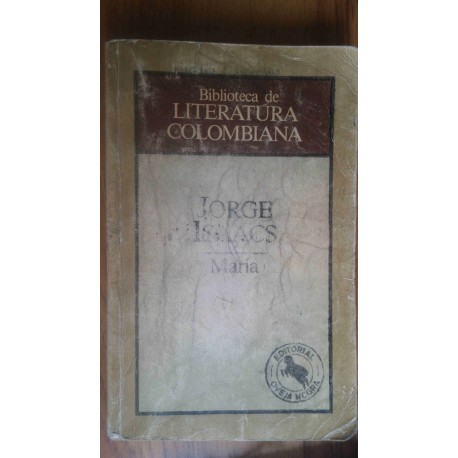 Biblioteca de
LITERATURA
COLOMBIANA
JORGE
ISAACS
María
EDITORIAL
OVEJA NEGRA